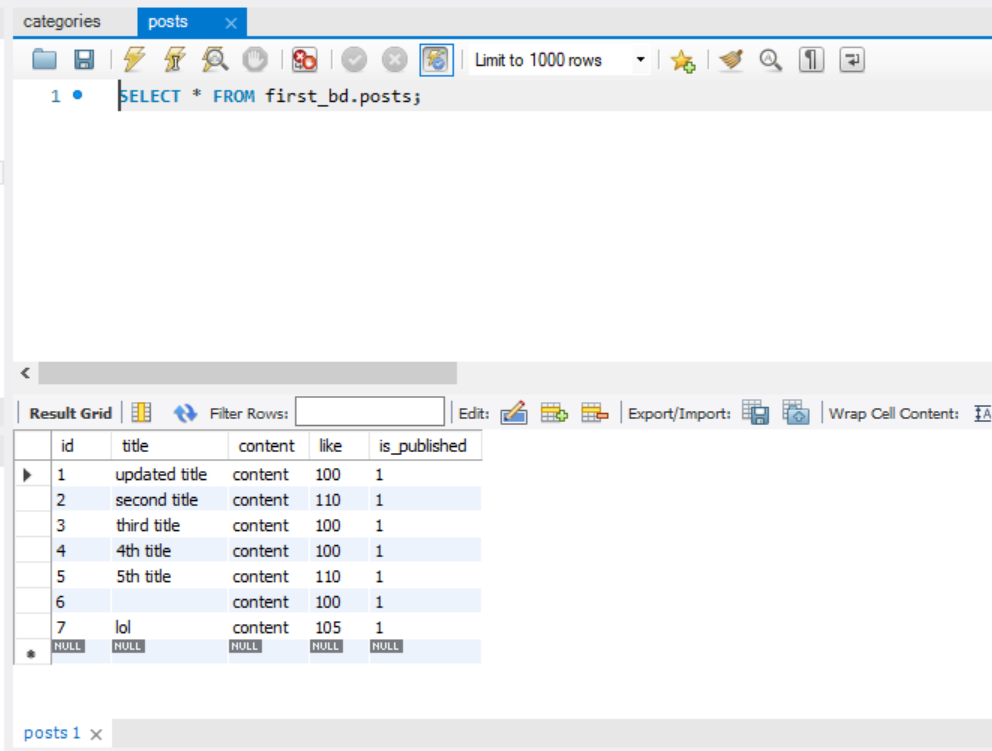 categories posts
Limit to 1000 rows
1 SELECT * FROM first_bd.posts;
Result Grid Filter Rows: Edit: Export/Import: Wrap Cell Content:
id title content like is_published
1 updated title content 100 1
2 second title content 110 1
3 third title content 100 1
4 4th title content 100 1
5 5th title content 110 1
6 content 100 1
7 lol content 105 1
NULL NULL NULL NULL NULL
posts 1